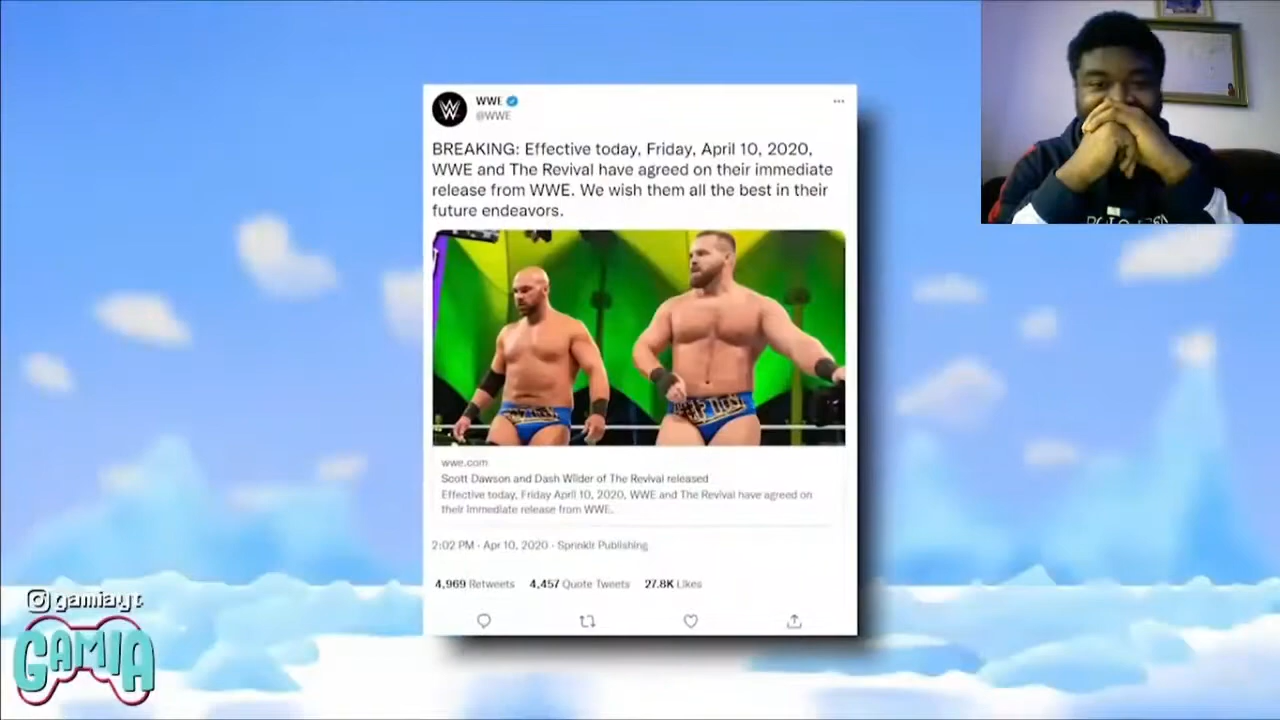 WWE
@WWE
BREAKING: Effective today, Friday, April 10, 2020,
WWE and The Revival have agreed on their immediate
release from WWE. We wish them all the best in their
future endeavors.
wwe.com
Scott Dawson and Dash Wilder of The Revival released
Effective today, Friday April 10, 2020, WWE and The Revival have agreed on
their immediate release from WWE.
2:02 PM · Apr 10, 2020 · Sprinklr Publishing
4,969 Retweets 4,457 Quote Tweets 27.8K Likes
gamiayt
GAMIA